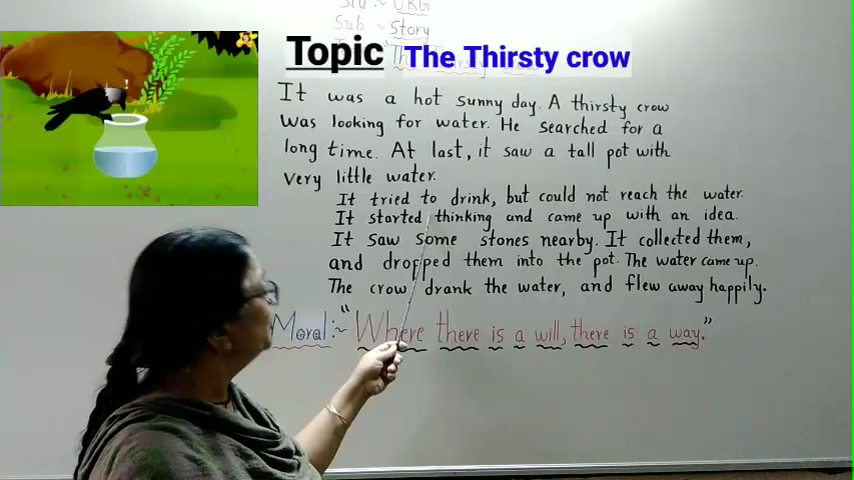 Sub ~ Story
Topic The Thirsty crow
It was a hot sunny day. A thirsty crow
was looking for water. He searched for a
long time. At last, it saw a tall pot with
very little water.
It tried to drink, but could not reach the water.
It started thinking and came up with an idea.
It saw some stones nearby. It collected them,
and dropped them into the pot. The water came up.
The crow drank the water, and flew away happily.
Moral:~ "Where there is a will, there is a way."